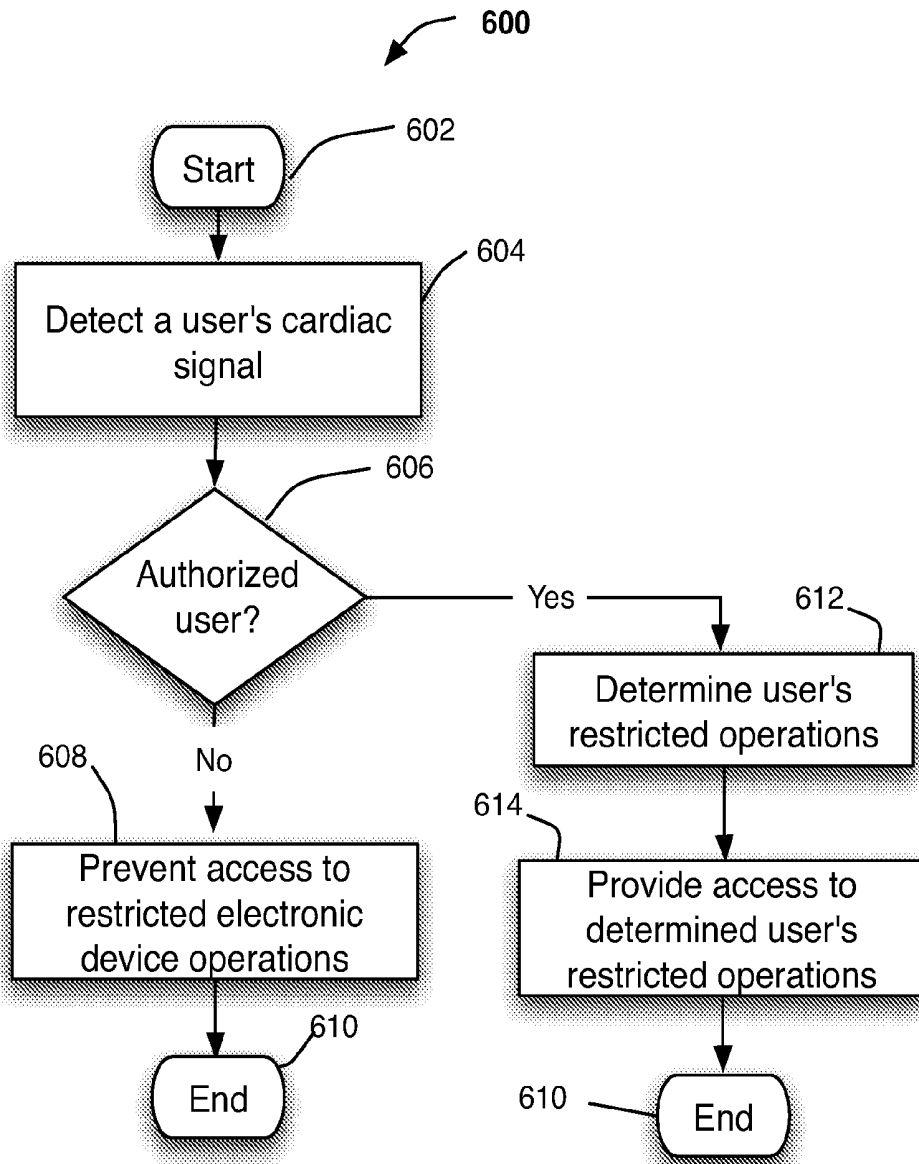 600
602
Start
604
Detect a user's cardiac
signal
606
Authorized
user?
Yes
612
Determine user's
restricted operations
No
608
614
Prevent access to
restricted electronic
device operations
Provide access to
determined user's
restricted operations
610
End
610
End